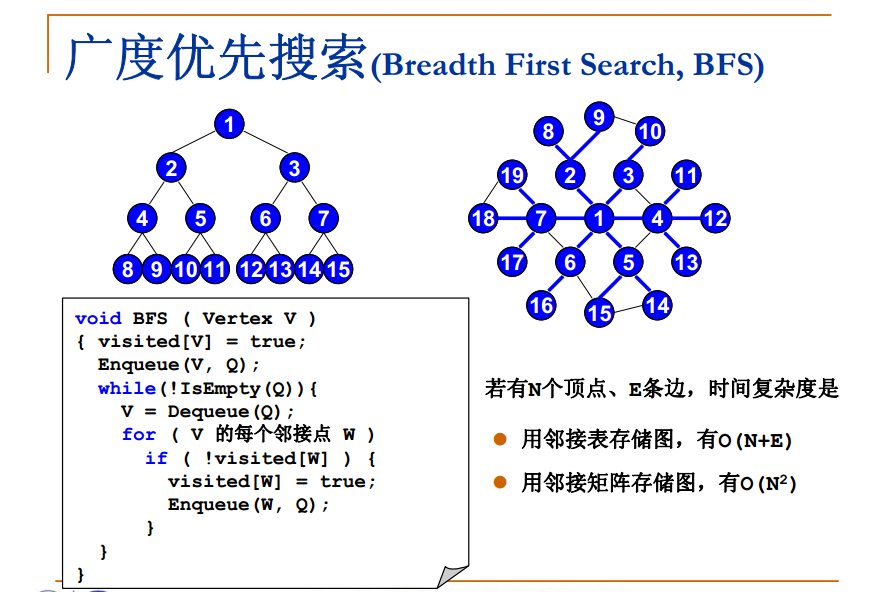 广度优先搜索(Breadth First Search, BFS)
1
2 3
4 5 6 7
8 9 10 11 12 13 14 15
9
8 10
19 2 3 11
18 7 1 4 12
17 6 5 13
16 15 14
void BFS ( Vertex V )
{ visited[V] = true;
Enqueue(V, Q);
while(!IsEmpty(Q)){
V = Dequeue(Q);
for ( V 的每个邻接点 W )
if ( !visited[W] ) {
visited[W] = true;
Enqueue(W, Q);
}
}
}
若有N个顶点、E条边，时间复杂度是
用邻接表存储图，有O(N+E)
用邻接矩阵存储图，有O(N²)